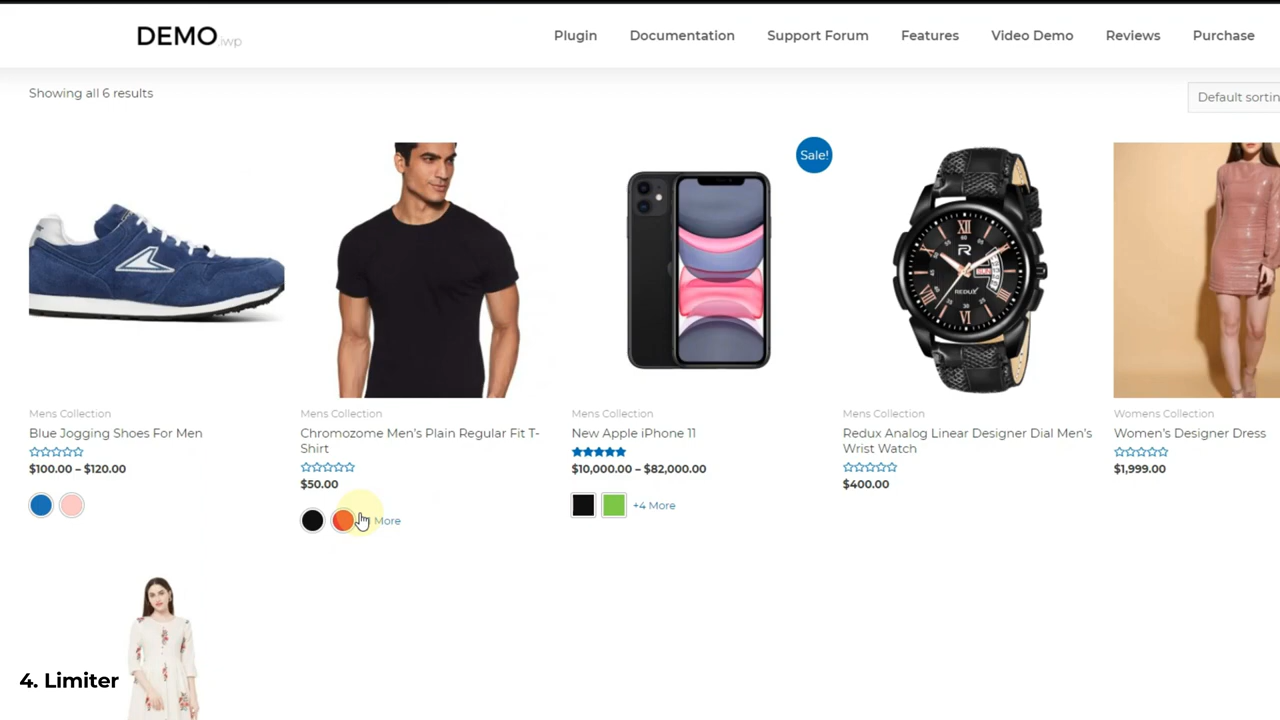 DEMO.iwp
Plugin
Documentation
Support Forum
Features
Video Demo
Reviews
Purchase
Showing all 6 results
Default sortin
Sale!
REDUX
Mens Collection
Blue Jogging Shoes For Men
$100.00 – $120.00
Mens Collection
Chromozome Men's Plain Regular Fit T-
Shirt
$50.00
More
Mens Collection
New Apple iPhone 11
$10,000.00 – $82,000.00
+4 More
Mens Collection
Redux Analog Linear Designer Dial Men's
Wrist Watch
$400.00
Womens Collection
Women's Designer Dress
$1,999.00
4. Limiter